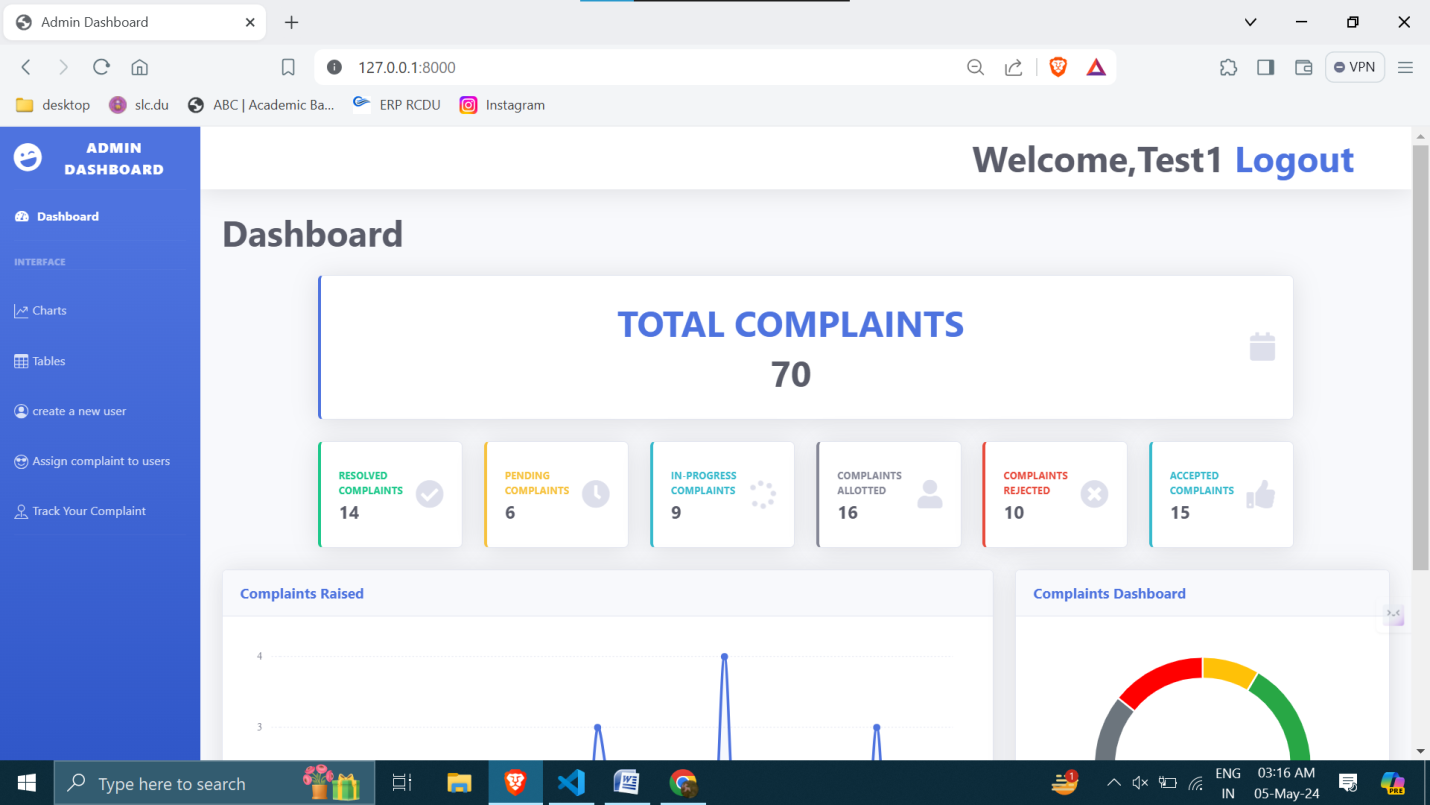 Admin Dashboard
127.0.0.1:8000
VPN
desktop
slc.du
ABC | Academic Ba...
ERP RCDU
Instagram
ADMIN
DASHBOARD
Welcome,Test1 Logout
Dashboard
INTERFACE
Charts
Tables
create a new user
Assign complaint to users
Track Your Complaint
Dashboard
TOTAL COMPLAINTS
70
RESOLVED
COMPLAINTS
14
PENDING
COMPLAINTS
6
IN-PROGRESS
COMPLAINTS
9
COMPLAINTS
ALLOTTED
16
COMPLAINTS
REJECTED
10
ACCEPTED
COMPLAINTS
15
Complaints Raised
4
3
Complaints Dashboard
Type here to search
1
ENG
IN
03:16 AM
05-May-24
PRE